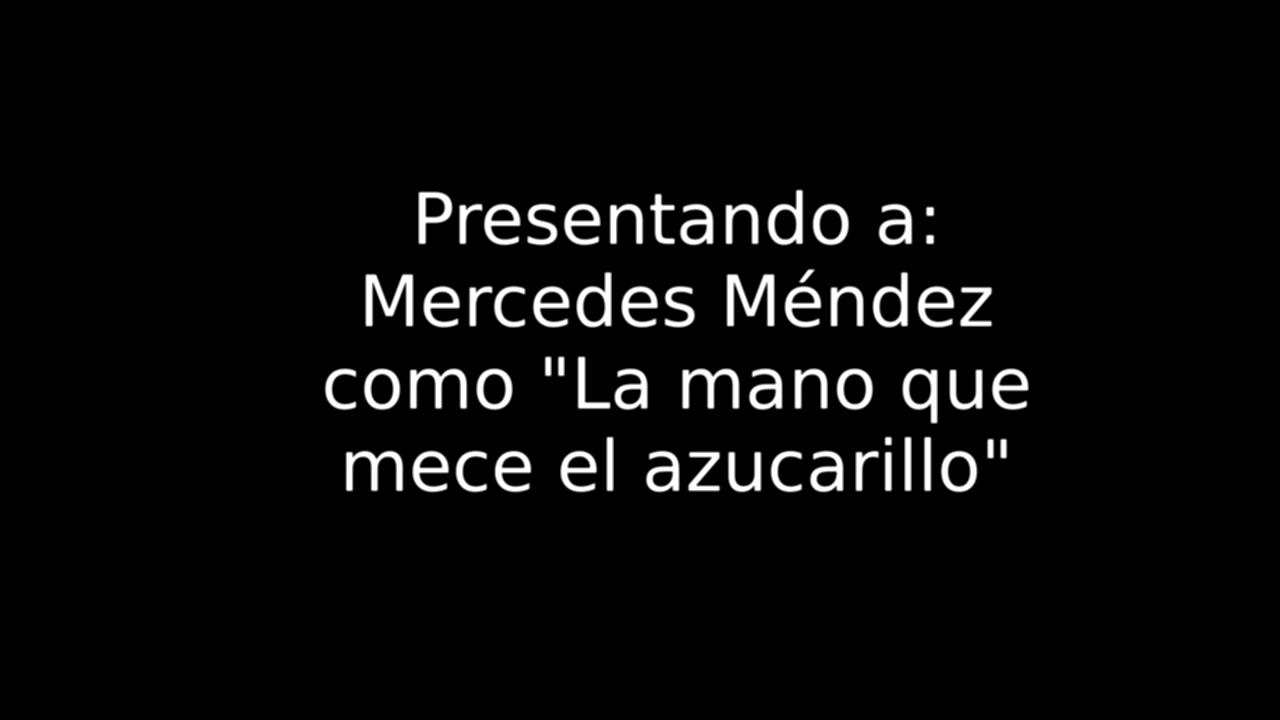 Presentando a:
Mercedes Méndez
como "La mano que
mece el azucarillo"